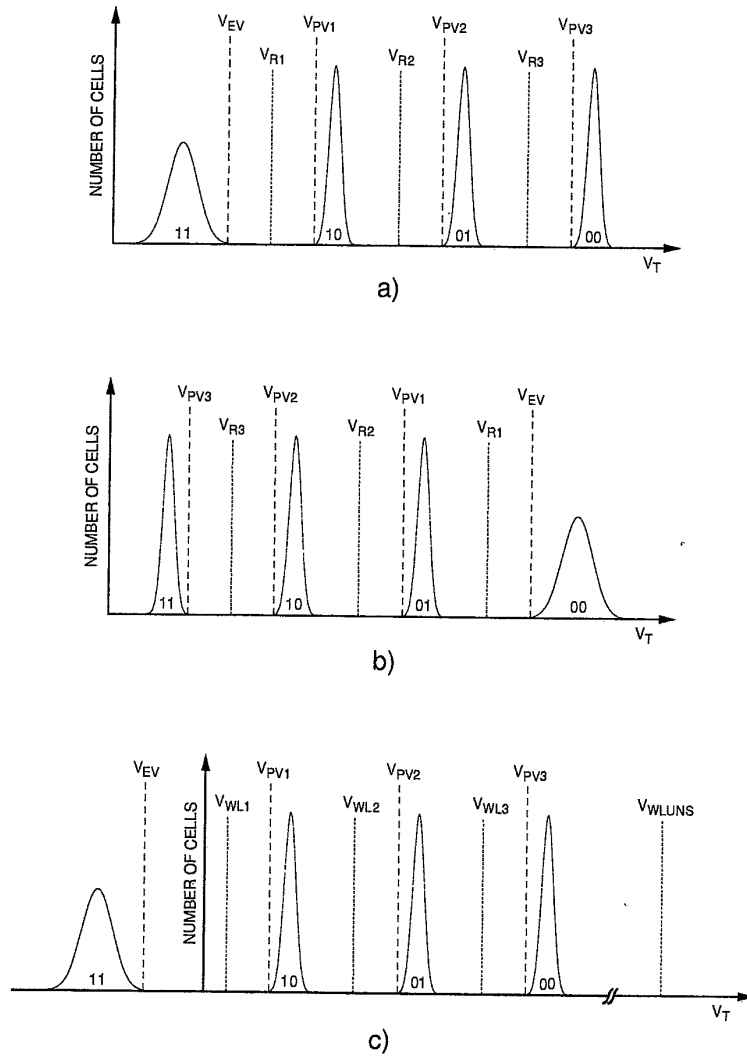 V_EV V_PV1 V_PV2 V_PV3
V_R1 V_R2 V_R3
NUMBER OF CELLS
11 10 01 00
V_T
a)
V_PV3 V_PV2 V_PV1 V_EV
V_R3 V_R2 V_R1
NUMBER OF CELLS
11 10 01 00
V_T
b)
V_EV V_PV1 V_PV2 V_PV3
V_WL1 V_WL2 V_WL3 V_WLUNS
NUMBER OF CELLS
11 10 01 00
V_T
c)